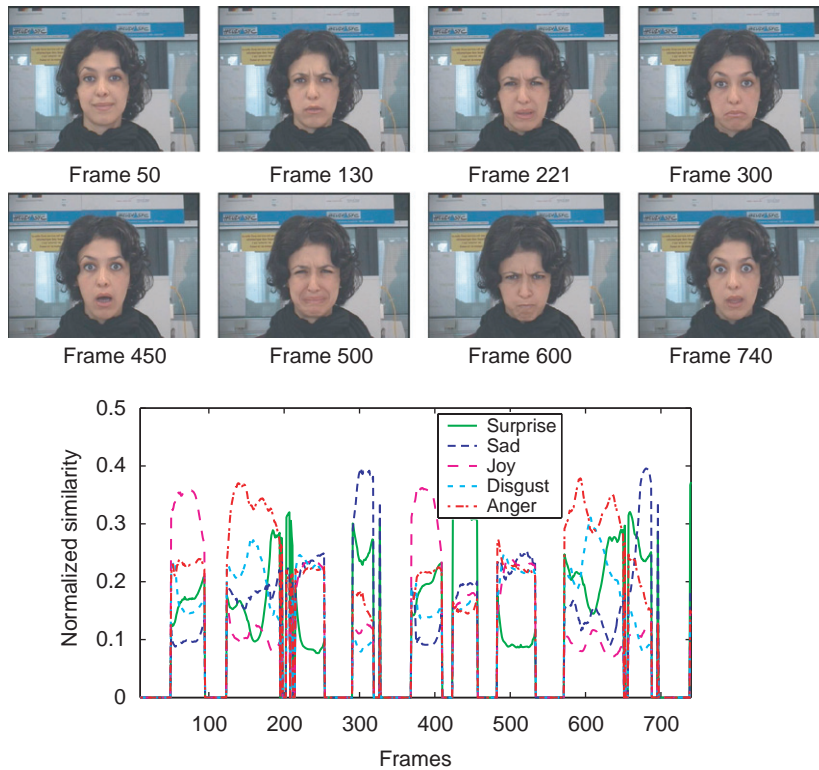 Frame 50
Frame 130
Frame 221
Frame 300
Frame 450
Frame 500
Frame 600
Frame 740
0.5
0.4
0.3
0.2
0.1
0
Normalized similarity
Surprise
Sad
Joy
Disgust
Anger
100
200
300
400
500
600
700
Frames